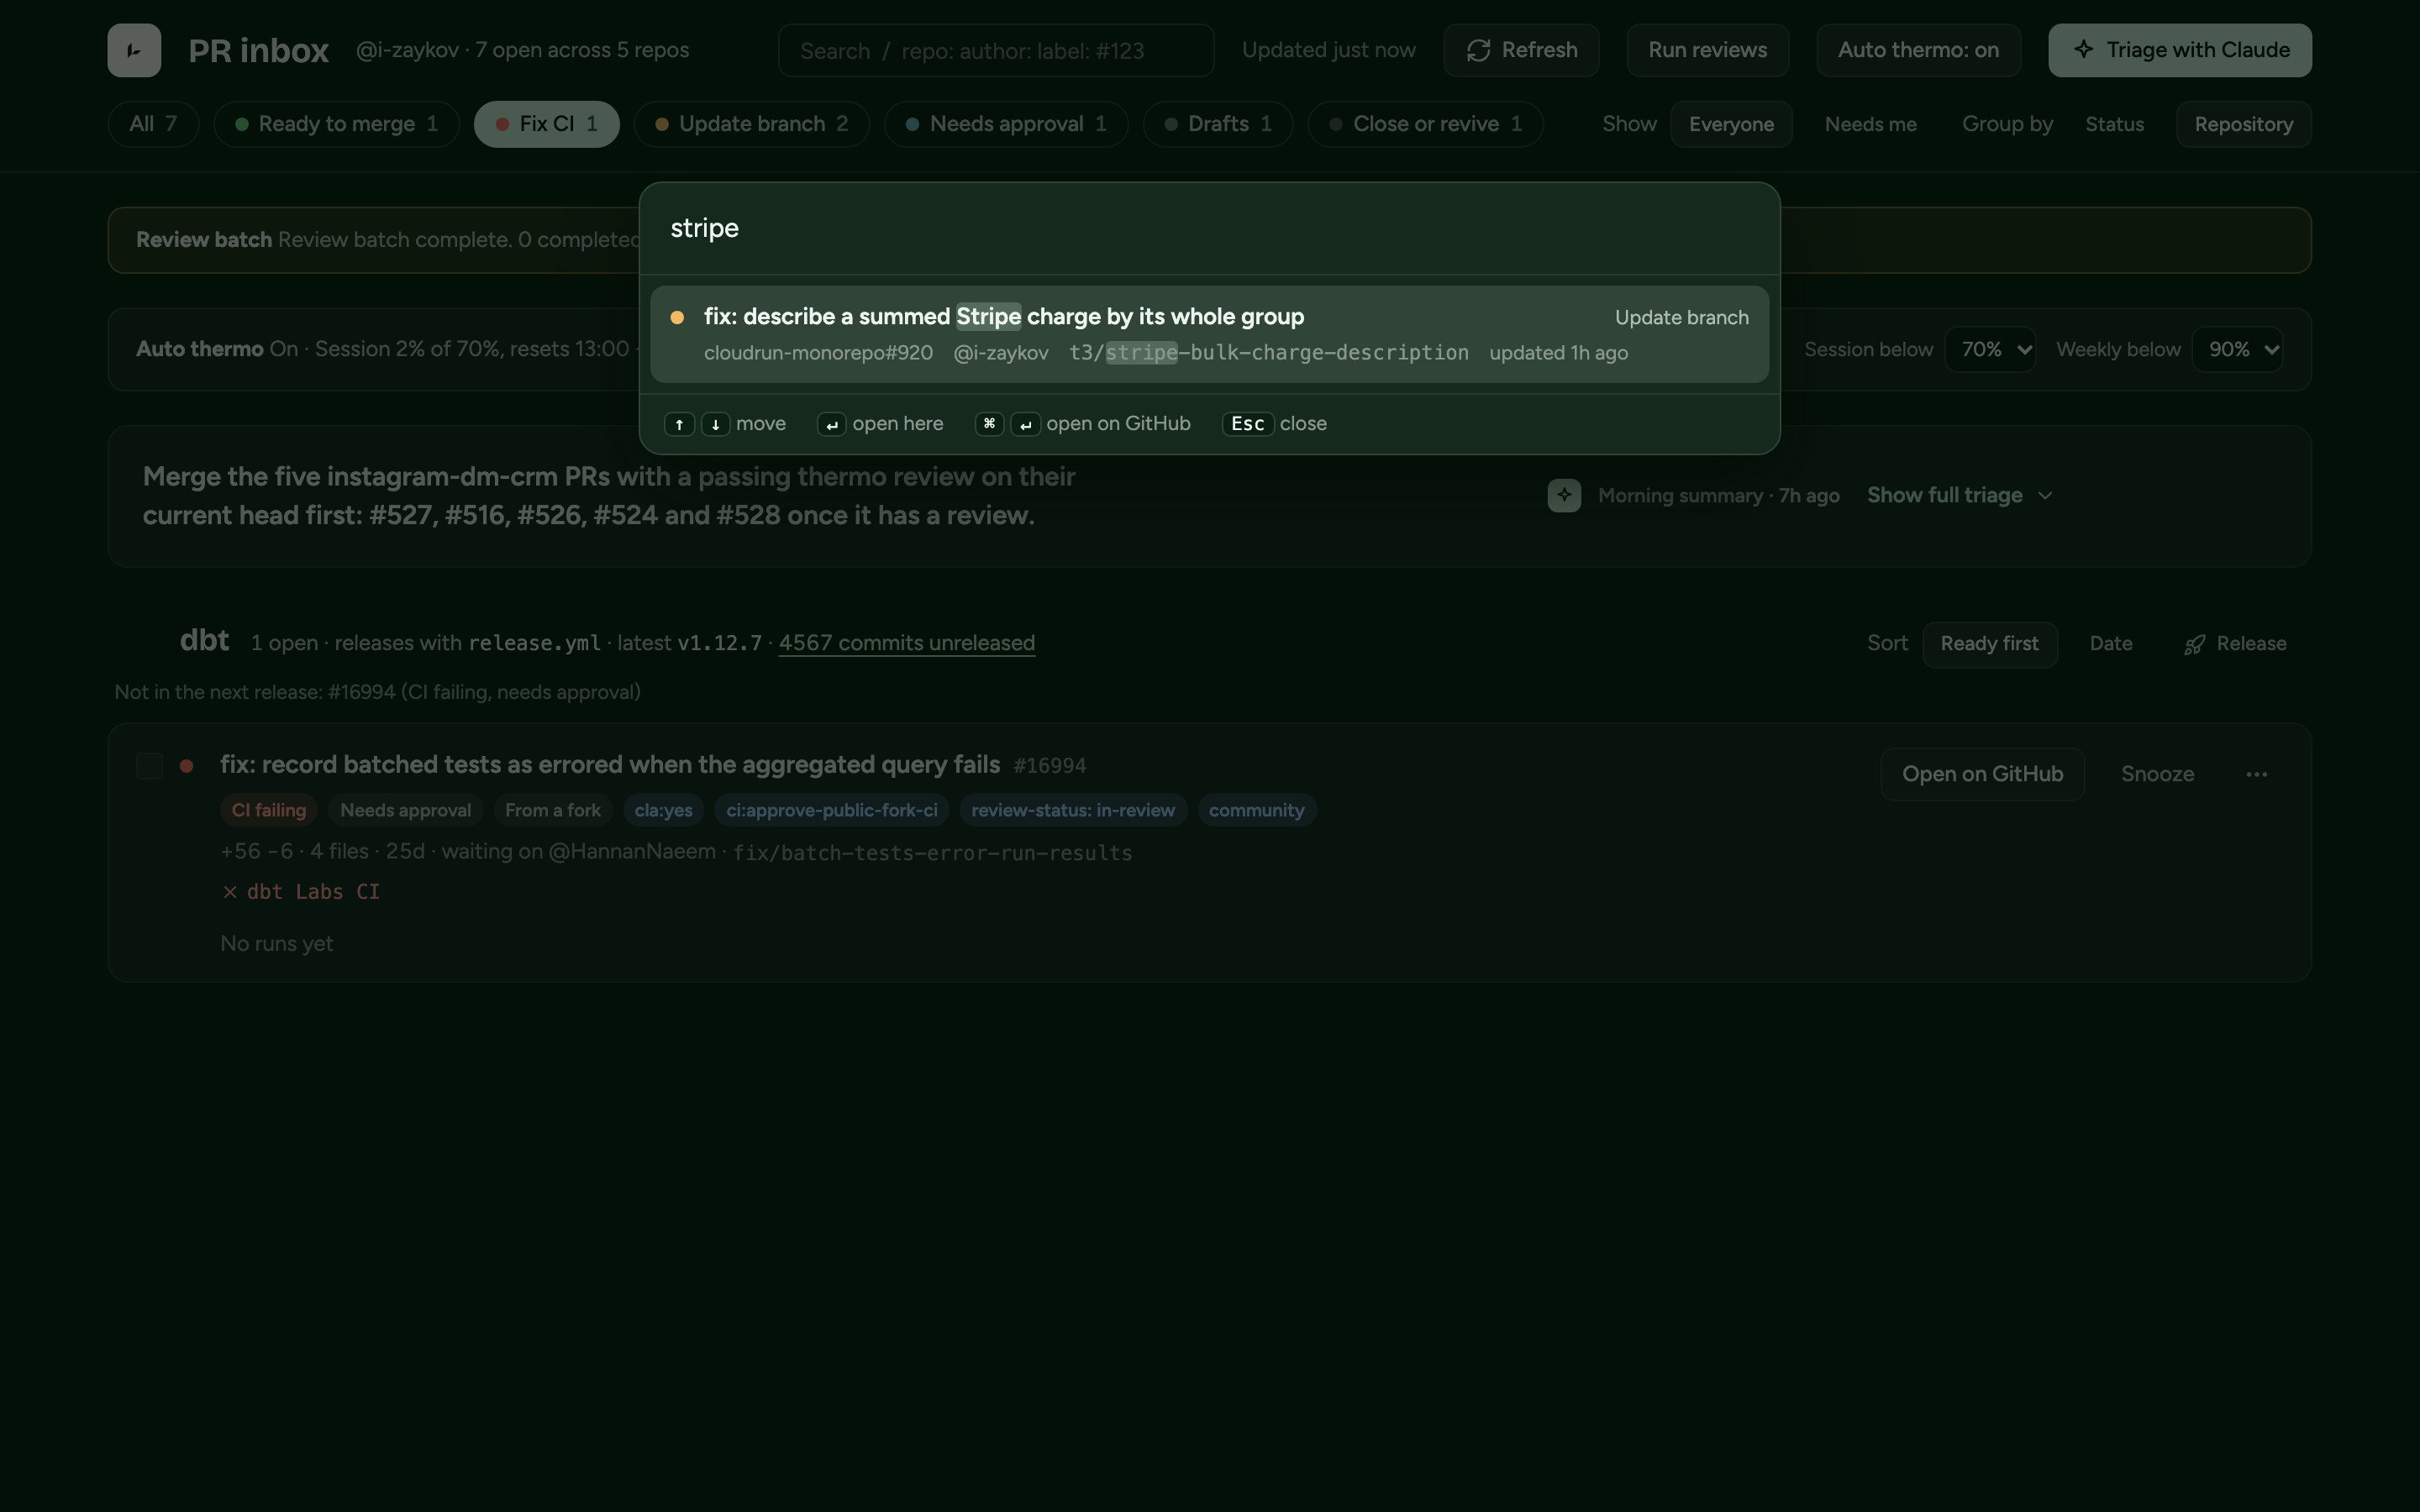 PR inbox @i-zaykov · 7 open across 5 repos Search / repo: author: label: #123 Updated just now Refresh Run reviews Auto thermo: on Triage with Claude
All 7 Ready to merge 1 Fix CI 1 Update branch 2 Needs approval 1 Drafts 1 Close or revive 1 Show Everyone Needs me Group by Status Repository
stripe
Review batch Review batch complete. 0 completed
fix: describe a summed Stripe charge by its whole group Update branch
cloudrun-monorepo#920 @i-zaykov t3/stripe-bulk-charge-description updated 1h ago
Auto thermo On · Session 2% of 70%, resets 13:00 · Session below 70% Weekly below 90%
↑ ↓ move ↵ open here ⌘ ↵ open on GitHub Esc close
Merge the five instagram-dm-crm PRs with a passing thermo review on their
current head first: #527, #516, #526, #524 and #528 once it has a review.
Morning summary · 7h ago Show full triage
dbt 1 open · releases with release.yml · latest v1.12.7 · 4567 commits unreleased Sort Ready first Date Release
Not in the next release: #16994 (CI failing, needs approval)
fix: record batched tests as errored when the aggregated query fails #16994 Open on GitHub Snooze ···
CI failing Needs approval From a fork cla:yes ci:approve-public-fork-ci review-status: in-review community
+56 −6 · 4 files · 25d · waiting on @HannanNaeem · fix/batch-tests-error-run-results
× dbt Labs CI
No runs yet